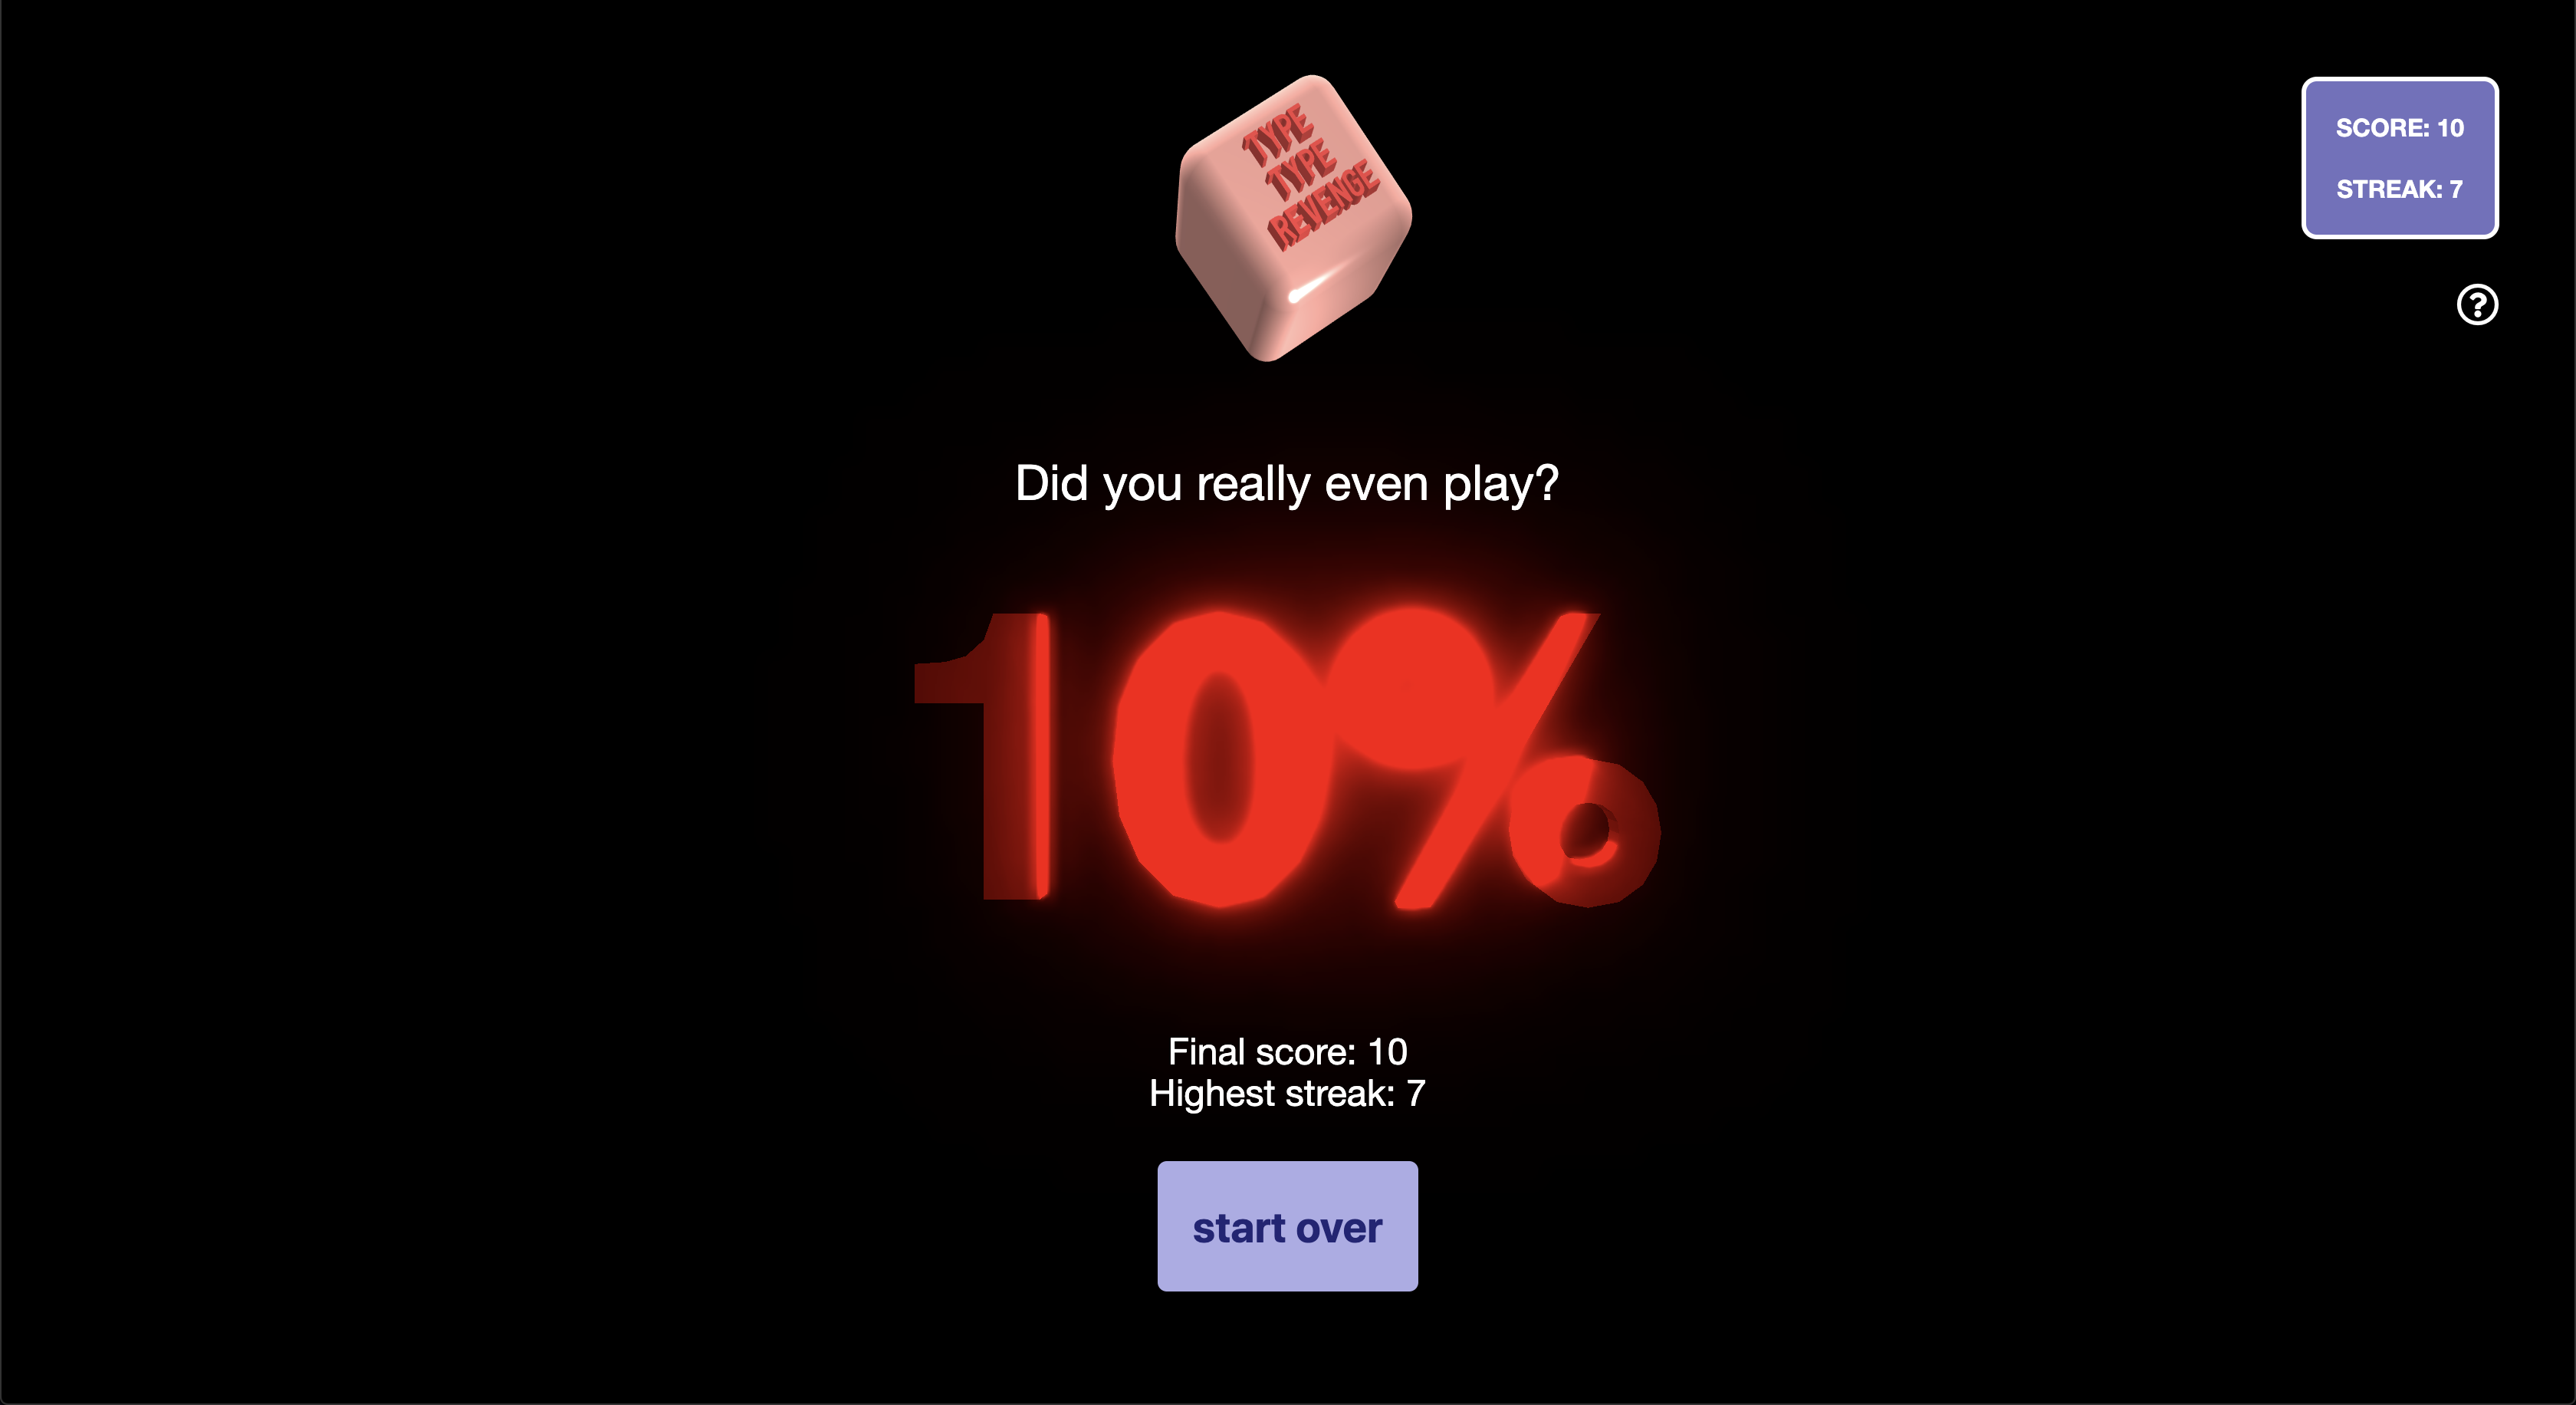 TYPE
TYPE
REVENGE
SCORE: 10
STREAK: 7
?
Did you really even play?
10%
Final score: 10
Highest streak: 7
start over